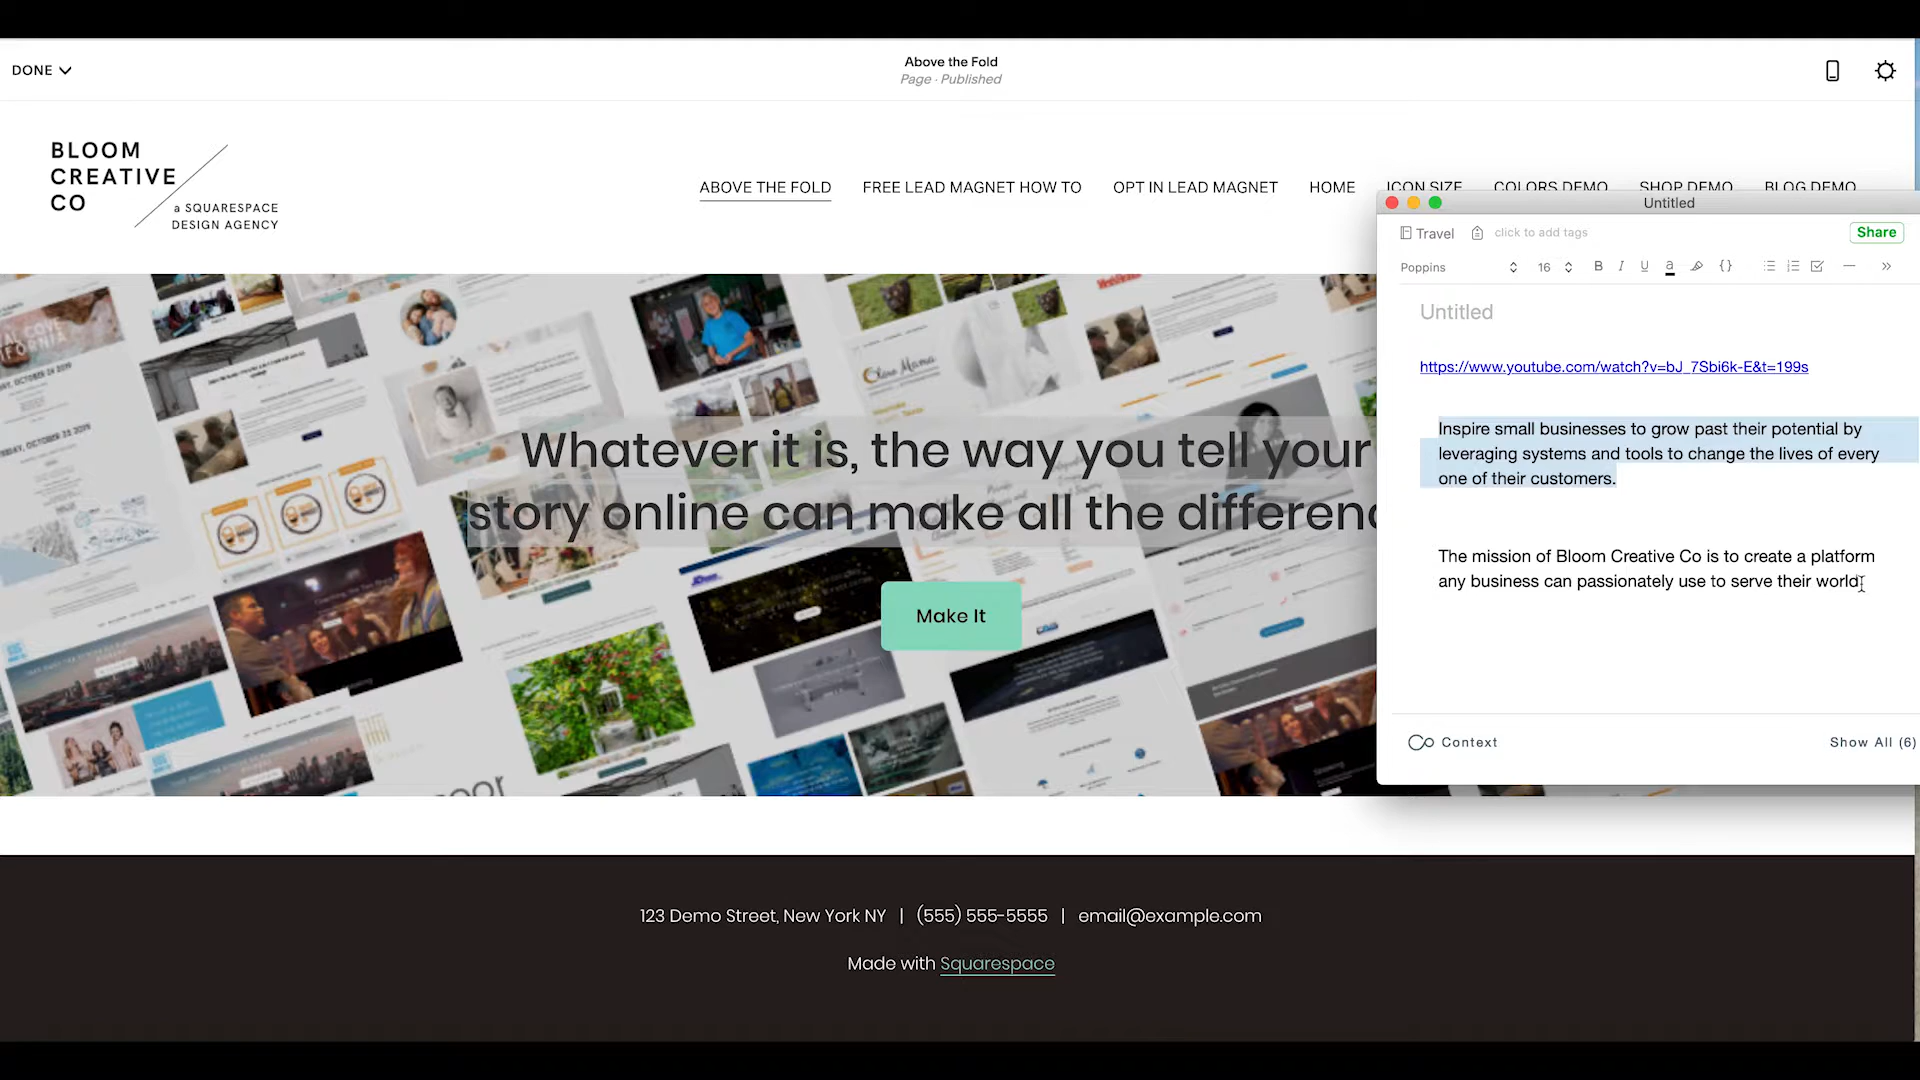 DONE
Above the Fold
Page · Published
BLOOM
CREATIVE
CO
a SQUARESPACE
DESIGN AGENCY
ABOVE THE FOLD FREE LEAD MAGNET HOW TO OPT IN LEAD MAGNET HOME ICON SIZE COLORS DEMO SHOP DEMO BLOG DEMO
Whatever it is, the way you tell your
story online can make all the differenc
Make It
Untitled
Travel click to add tags Share
Poppins 16 B I U a {}
Untitled
https://www.youtube.com/watch?v=bJ_7Sbi6k-E&t=199s
Inspire small businesses to grow past their potential by
leveraging systems and tools to change the lives of every
one of their customers.
The mission of Bloom Creative Co is to create a platform
any business can passionately use to serve their world.
Context Show All (6)
123 Demo Street, New York NY | (555) 555-5555 | email@example.com
Made with Squarespace